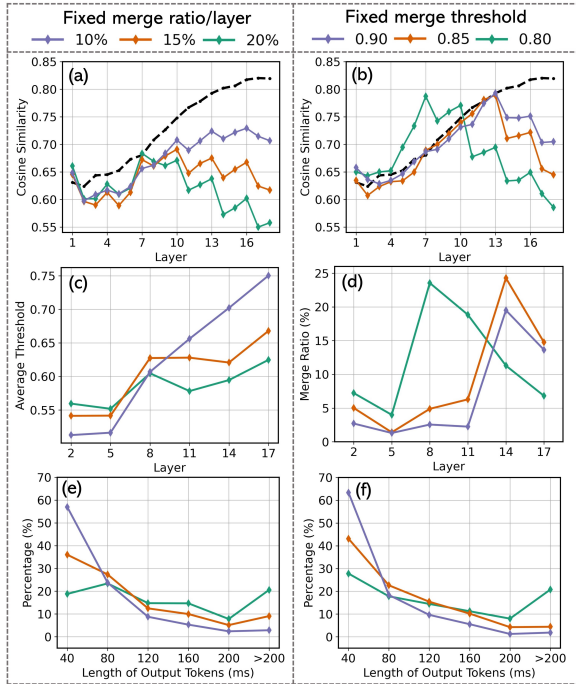 Fixed merge ratio/layer
10% 15% 20%
Fixed merge threshold
0.90 0.85 0.80
(a)
Cosine Similarity
0.85
0.80
0.75
0.70
0.65
0.60
0.55
1 4 7 10 13 16
Layer
(b)
Cosine Similarity
0.85
0.80
0.75
0.70
0.65
0.60
0.55
1 4 7 10 13 16
Layer
(c)
Average Threshold
0.75
0.70
0.65
0.60
0.55
2 5 8 11 14 17
Layer
(d)
Merge Ratio (%)
25
20
15
10
5
0
2 5 8 11 14 17
Layer
(e)
Percentage (%)
70
60
50
40
30
20
10
0
40 80 120 160 200 >200
Length of Output Tokens (ms)
(f)
Percentage (%)
70
60
50
40
30
20
10
0
40 80 120 160 200 >200
Length of Output Tokens (ms)